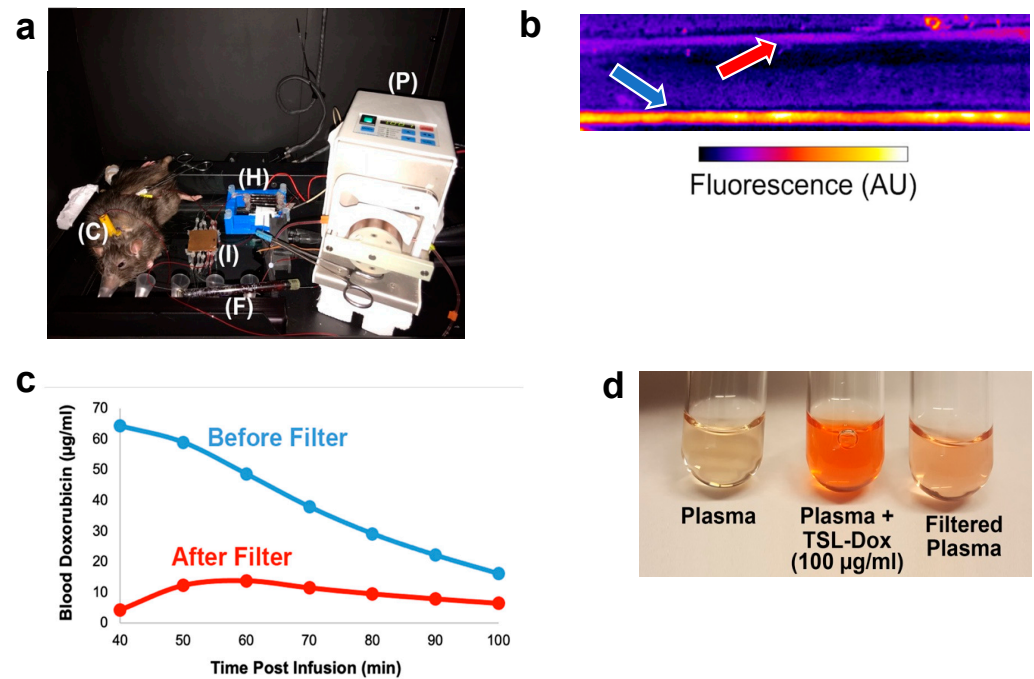 a
b
(P)
(H)
(C)
(I)
(F)
Fluorescence (AU)
c
Blood Doxorubicin (µg/ml)
70
60
50
40
30
20
10
0
Before Filter
After Filter
40 50 60 70 80 90 100
Time Post Infusion (min)
d
Plasma
Plasma +
TSL-Dox
(100 µg/ml)
Filtered
Plasma